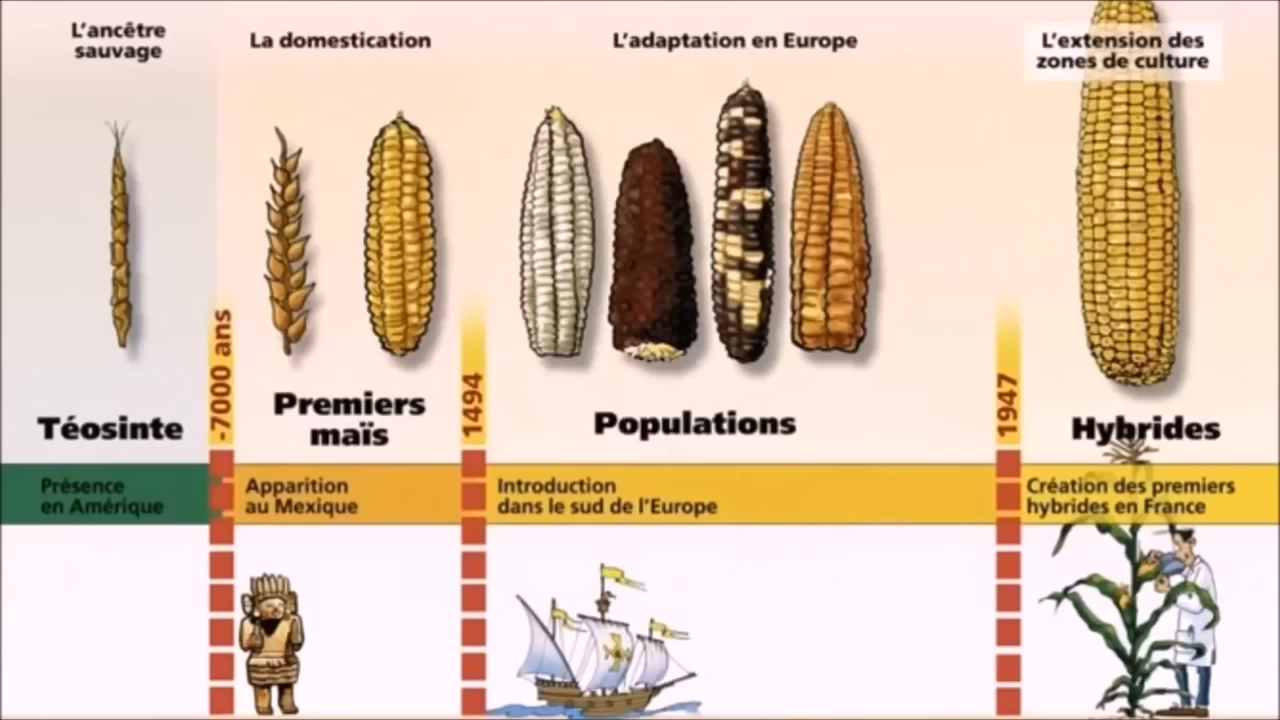 L'ancêtre
sauvage
La domestication
L'adaptation en Europe
L'extension des
zones de culture
-7000 ans
1494
1947
Téosinte
Premiers
maïs
Populations
Hybrides
Présence
en Amérique
Apparition
au Mexique
Introduction
dans le sud de l'Europe
Création des premiers
hybrides en France